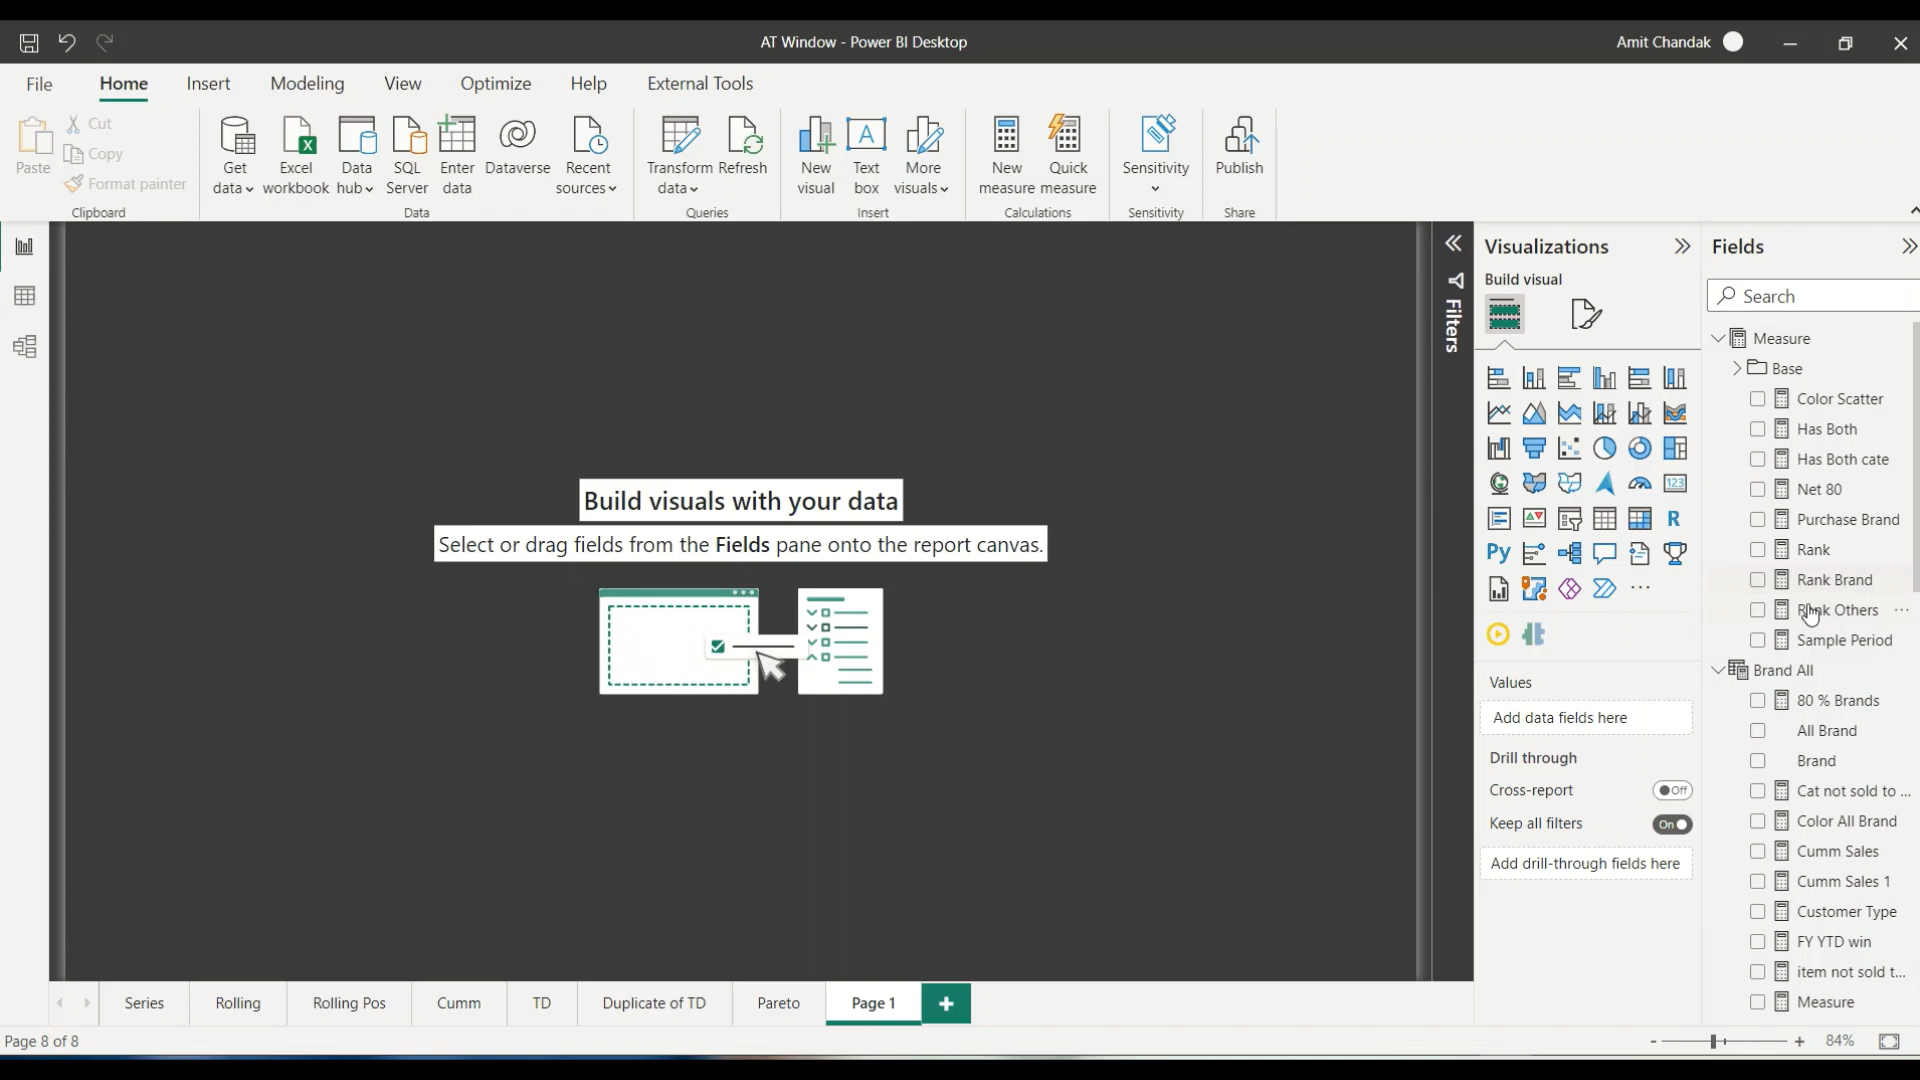 AT Window - Power BI Desktop
Amit Chandak
File Home Insert Modeling View Optimize Help External Tools
Paste
Cut
Copy
Format painter
Clipboard
Get data
Excel workbook
Data hub
SQL Server
Enter data
Dataverse
Recent sources
Data
Transform data
Refresh
Queries
New visual
A
Text box
More visuals
Insert
New measure
Quick measure
Calculations
Sensitivity
Sensitivity
Publish
Share
Build visuals with your data
Select or drag fields from the Fields pane onto the report canvas.
Filters
Visualizations
Build visual
123
R
Py
Values
Add data fields here
Drill through
Cross-report
Off
Keep all filters
On
Add drill-through fields here
Fields
Search
Measure
Base
Color Scatter
Has Both
Has Both cate
Net 80
Purchase Brand
Rank
Rank Brand
Rank Others
Sample Period
Brand All
80 % Brands
All Brand
Brand
Cat not sold to ...
Color All Brand
Cumm Sales
Cumm Sales 1
Customer Type
FY YTD win
item not sold t...
Measure
Series
Rolling
Rolling Pos
Cumm
TD
Duplicate of TD
Pareto
Page 1
Page 8 of 8
84%